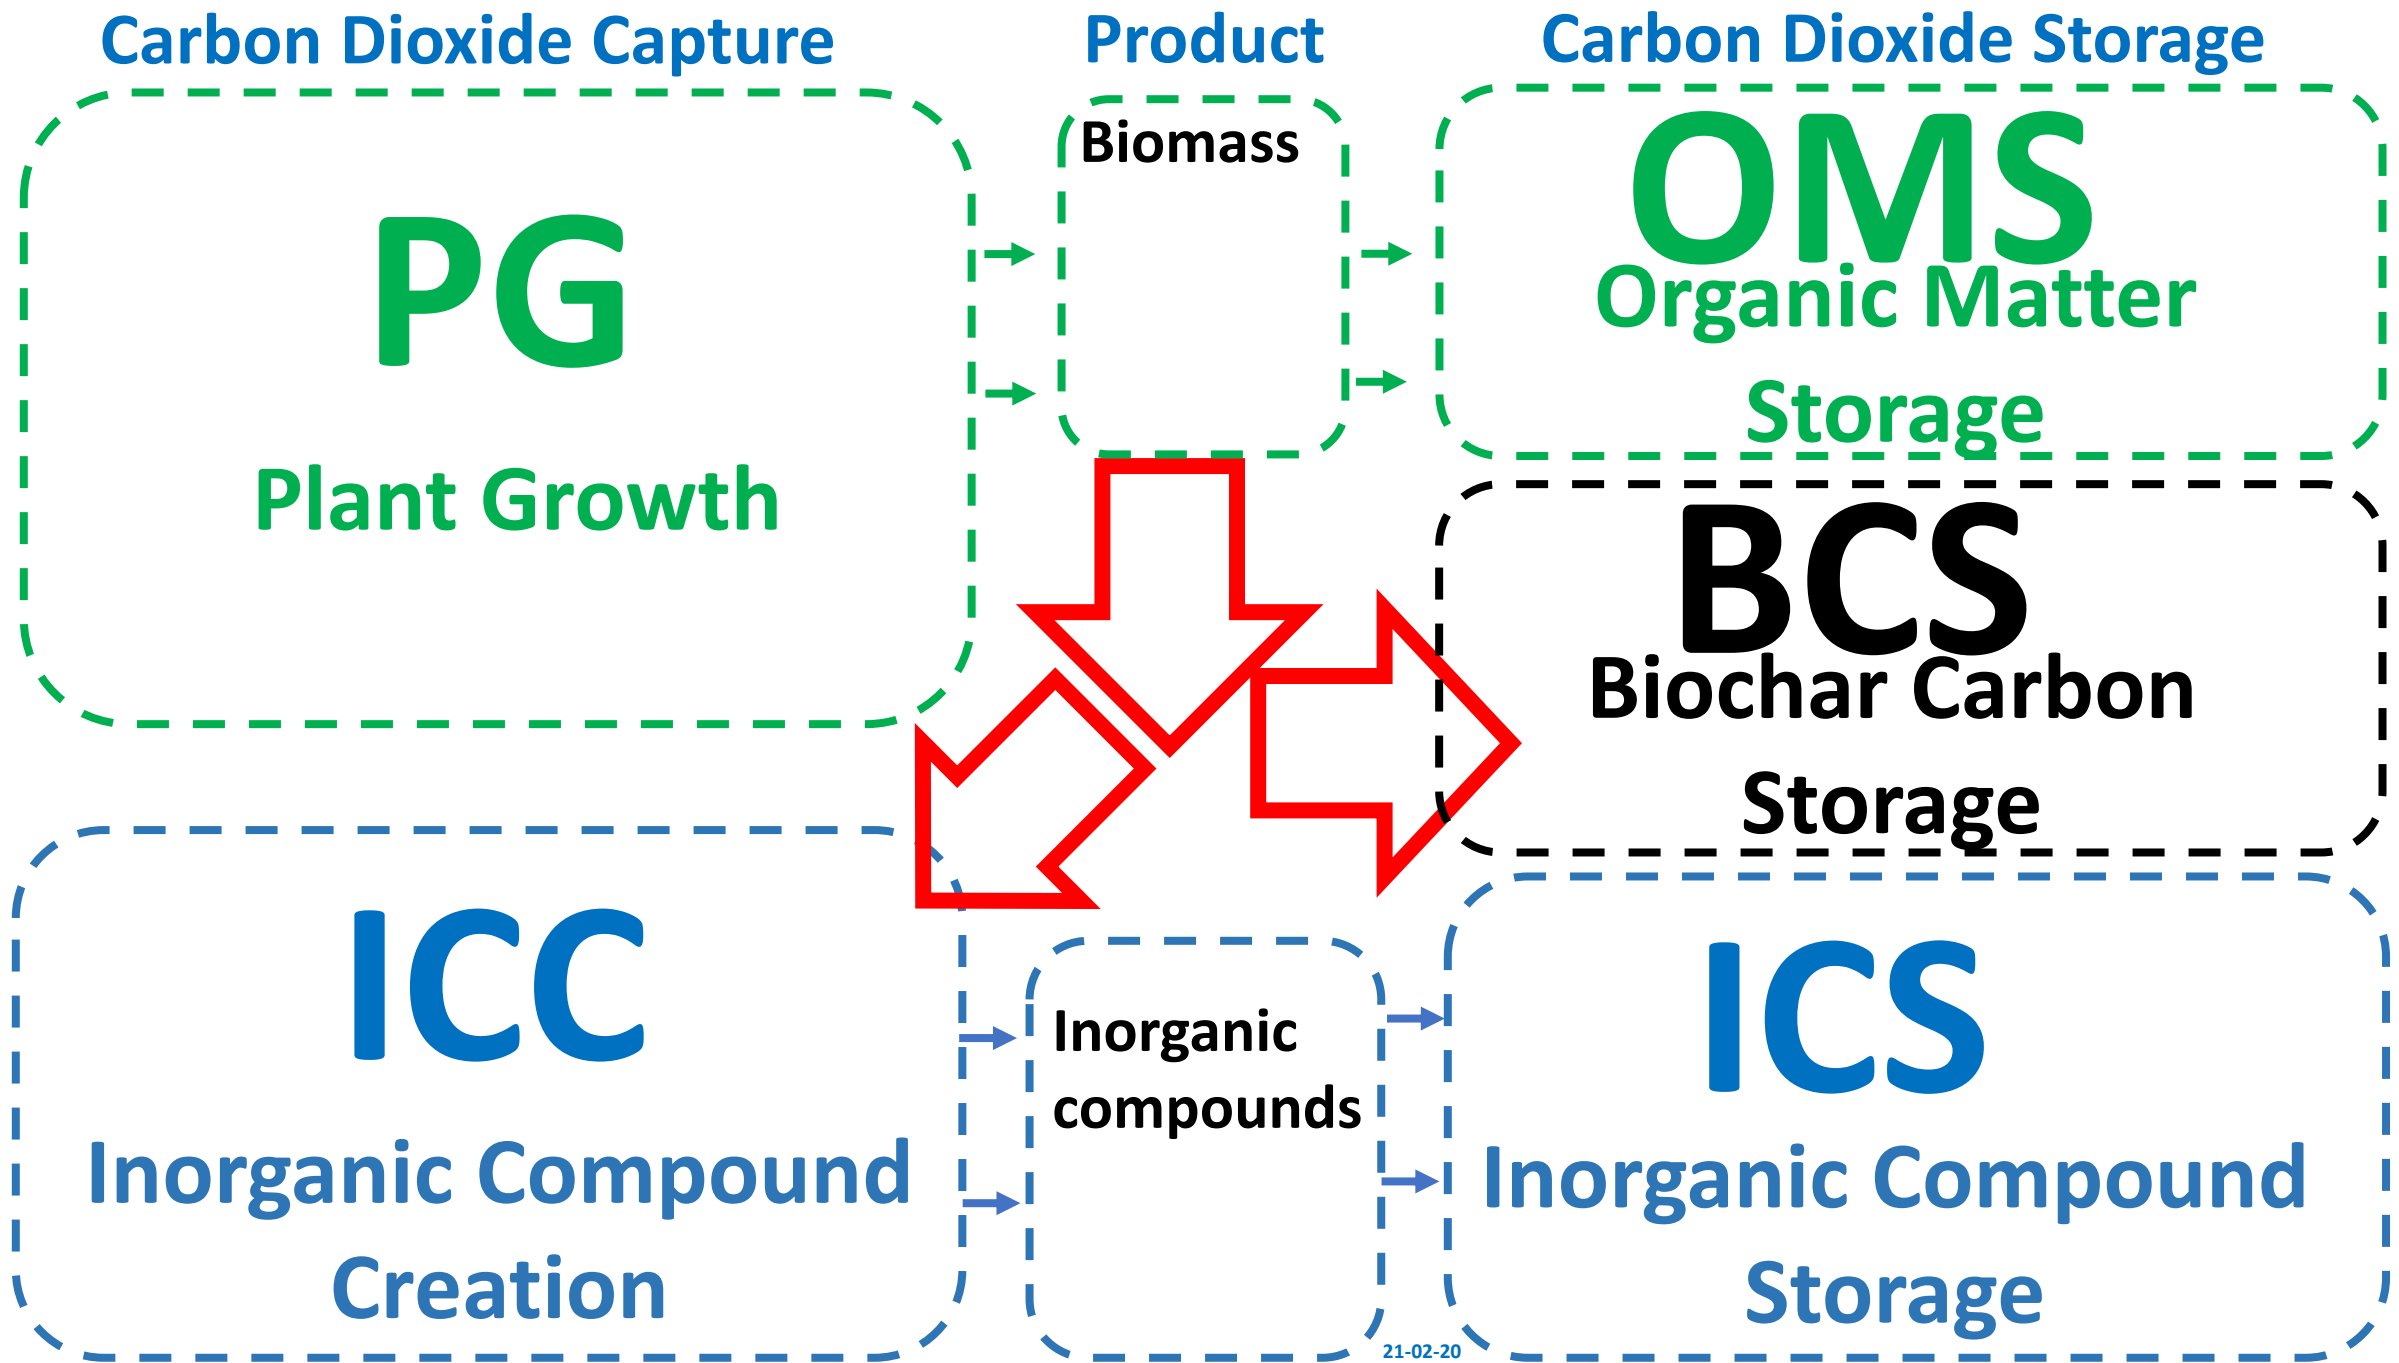 Carbon Dioxide Capture
Product
Carbon Dioxide Storage
PG
Plant Growth
Biomass
OMS
Organic Matter
Storage
BCS
Biochar Carbon
Storage
ICC
Inorganic Compound
Creation
Inorganic
compounds
ICS
Inorganic Compound
Storage
21-02-20